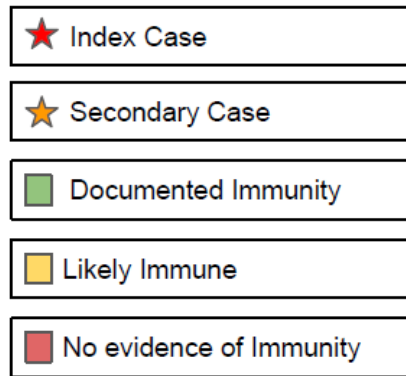 Index Case
Secondary Case
Documented Immunity
Likely Immune
No evidence of Immunity